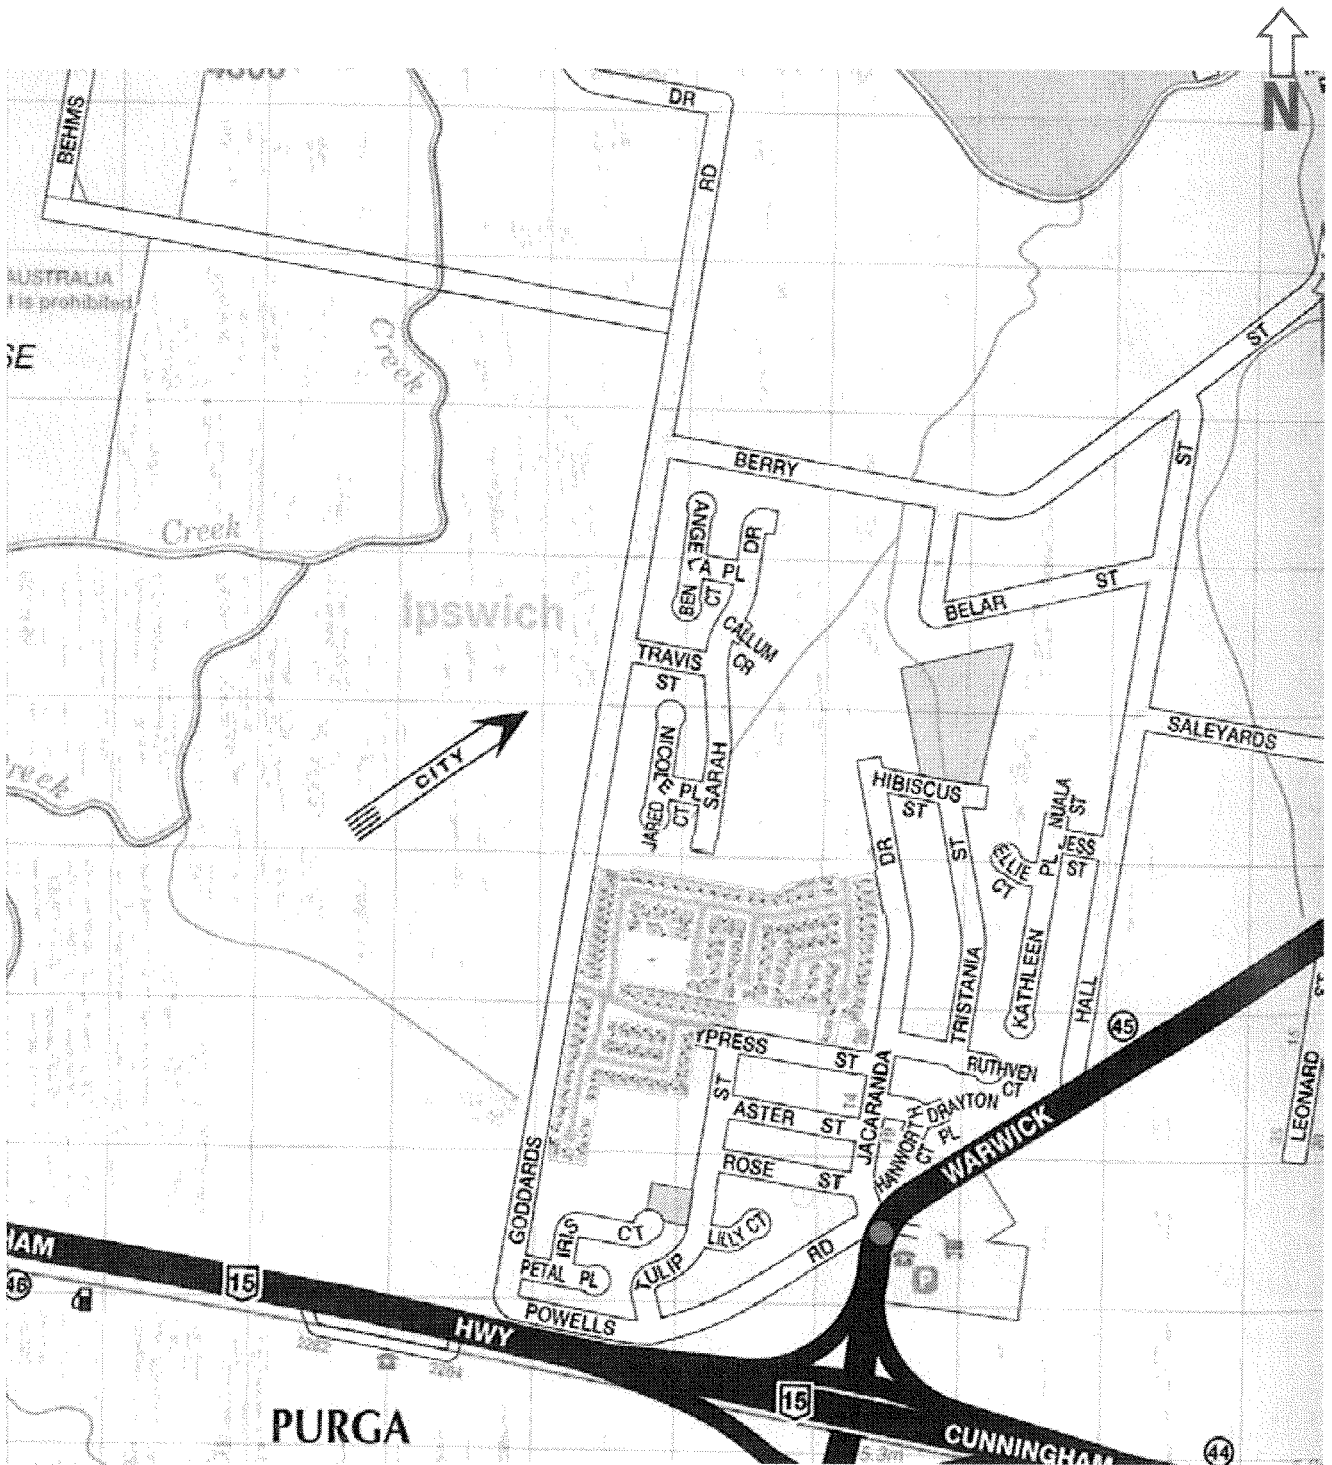 N
DR
BEHMS
RD
AUSTRALIA
is prohibited
Creek
ST
BERRY
ST
Creek
ANGELA PL
DR
BEN CT
Ipswich
BELAR ST
CALLUM CR
TRAVIS ST
CITY
NICOLE PL
SARAH
SALEYARDS
HIBISCUS ST
JARED CT
NUALA ST
JESS ST
ELLIE CT
PL
DR
ST
KATHLEEN
TRISTANIA
HALL
45
YPRESS ST
RUTHVEN CT
JACARANDA
LEONARD
ST
ASTER ST
DRAYTON PL
HANWORTH CT
WARWICK
ROSE ST
GODDARDS
IRIS CT
LILLY CT
RD
HAM
46
15
PETAL PL
TULIP
POWELLS
HWY
PURGA
15
CUNNINGHAM
44
5.3m